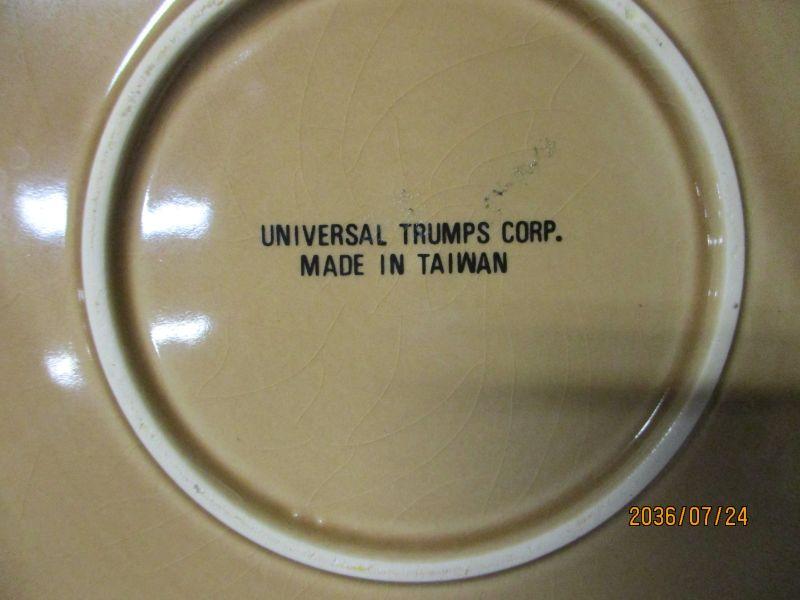 UNIVERSAL TRUMPS CORP.
MADE IN TAIWAN
2036/07/24